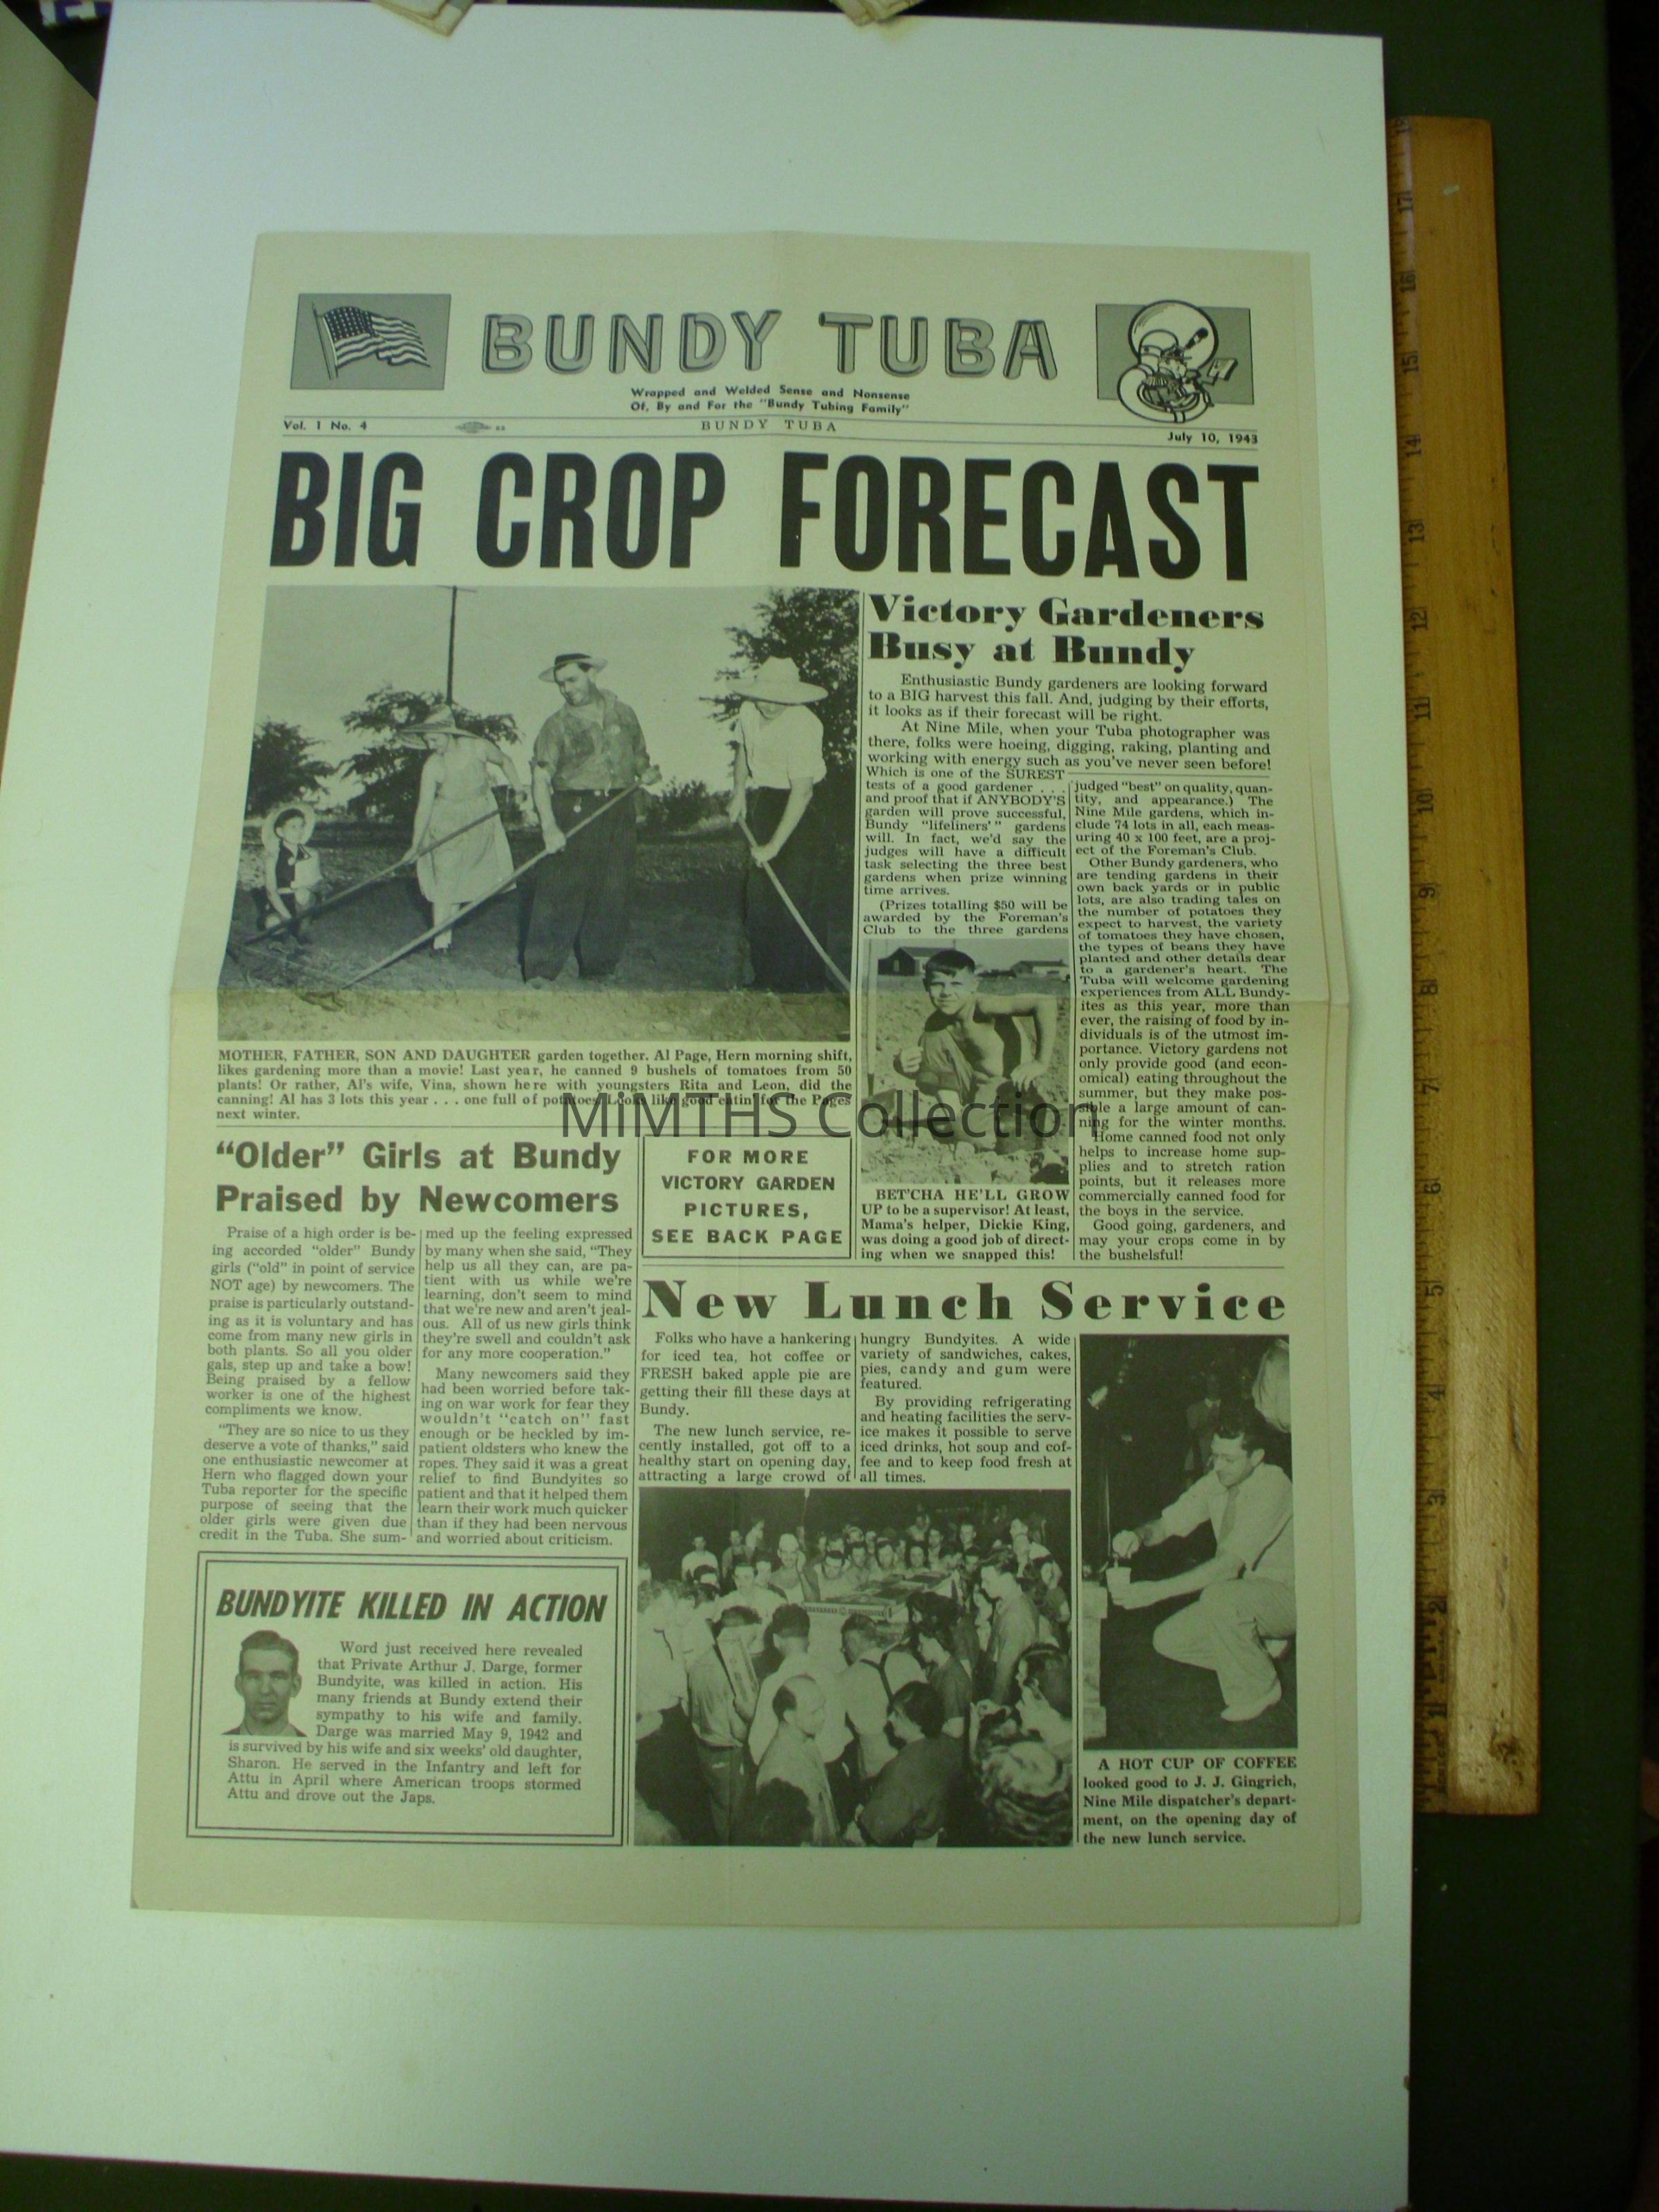 BUNDY TUBA
Wrapped and Welded Sense and Nonsense
Of, By and For the "Bundy Tubing Family"
Vol. 1 No. 4
BUNDY TUBA
July 10, 1943
BIG CROP FORECAST
MOTHER, FATHER, SON AND DAUGHTER garden together. Al Page, Hern morning shift,
likes gardening more than a movie! Last year, he canned 9 bushels of tomatoes from 50
plants! Or rather, Al's wife, Vina, shown here with youngsters Rita and Leon, did the
canning! Al has 3 lots this year . . . one full of potatoes. Looks like good eatin' for the Pages
next winter.
Victory Gardeners
Busy at Bundy
Enthusiastic Bundy gardeners are looking forward
to a BIG harvest this fall. And, judging by their efforts,
it looks as if their forecast will be right.
At Nine Mile, when your Tuba photographer was
there, folks were hoeing, digging, raking, planting and
working with energy such as you've never seen before!
Which is one of the SUREST
tests of a good gardener . . .
and proof that if ANYBODY'S
garden will prove successful,
Bundy "lifeliners'" gardens
will. In fact, we'd say the
judges will have a difficult
task selecting the three best
gardens when prize winning
time arrives.
(Prizes totalling $50 will be
awarded by the Foreman's
Club to the three gardens
judged "best" on quality, quan-
tity, and appearance.) The
Nine Mile gardens, which in-
clude 74 lots in all, each meas-
uring 40 x 100 feet, are a proj-
ect of the Foreman's Club.
Other Bundy gardeners, who
are tending gardens in their
own back yards or in public
lots, are also trading tales on
the number of potatoes they
expect to harvest, the variety
of tomatoes they have chosen,
the types of beans they have
planted and other details dear
to a gardener's heart. The
Tuba will welcome gardening
experiences from ALL Bundy-
ites as this year, more than
ever, the raising of food by in-
dividuals is of the utmost im-
portance. Victory gardens not
only provide good (and econ-
omical) eating throughout the
summer, but they make pos-
sible a large amount of can-
ning for the winter months.
Home canned food not only
helps to increase home sup-
plies and to stretch ration
points, but it releases more
commercially canned food for
the boys in the service.
Good going, gardeners, and
may your crops come in by
the bushelsful!
BET'CHA HE'LL GROW
UP to be a supervisor! At least,
Mama's helper, Dickie King,
was doing a good job of direct-
ing when we snapped this!
MiMTHS Collection
FOR MORE
VICTORY GARDEN
PICTURES,
SEE BACK PAGE
"Older" Girls at Bundy
Praised by Newcomers
Praise of a high order is be-
ing accorded "older" Bundy
girls ("old" in point of service
NOT age) by newcomers. The
praise is particularly outstand-
ing as it is voluntary and has
come from many new girls in
both plants. So all you older
gals, step up and take a bow!
Being praised by a fellow
worker is one of the highest
compliments we know.
"They are so nice to us they
deserve a vote of thanks," said
one enthusiastic newcomer at
Hern who flagged down your
Tuba reporter for the specific
purpose of seeing that the
older girls were given due
credit in the Tuba. She sum-
med up the feeling expressed
by many when she said, "They
help us all they can, are pa-
tient with us while we're
learning, don't seem to mind
that we're new and aren't jeal-
ous. All of us new girls think
they're swell and couldn't ask
for any more cooperation."
Many newcomers said they
had been worried before tak-
ing on war work for fear they
wouldn't "catch on" fast
enough or be heckled by im-
patient oldsters who knew the
ropes. They said it was a great
relief to find Bundyites so
patient and that it helped them
learn their work much quicker
than if they had been nervous
and worried about criticism.
BUNDYITE KILLED IN ACTION
Word just received here revealed
that Private Arthur J. Darge, former
Bundyite, was killed in action. His
many friends at Bundy extend their
sympathy to his wife and family.
Darge was married May 9, 1942 and
is survived by his wife and six weeks' old daughter,
Sharon. He served in the Infantry and left for
Attu in April where American troops stormed
Attu and drove out the Japs.
New Lunch Service
Folks who have a hankering
for iced tea, hot coffee or
FRESH baked apple pie are
getting their fill these days at
Bundy.
The new lunch service, re-
cently installed, got off to a
healthy start on opening day,
attracting a large crowd of
hungry Bundyites. A wide
variety of sandwiches, cakes,
pies, candy and gum were
featured.
By providing refrigerating
and heating facilities the serv-
ice makes it possible to serve
iced drinks, hot soup and cof-
fee and to keep food fresh at
all times.
A HOT CUP OF COFFEE
looked good to J. J. Gingrich,
Nine Mile dispatcher's depart-
ment, on the opening day of
the new lunch service.
17
16
15
14
13
12
11
10
9
8
7
6
5
4
3
2
1